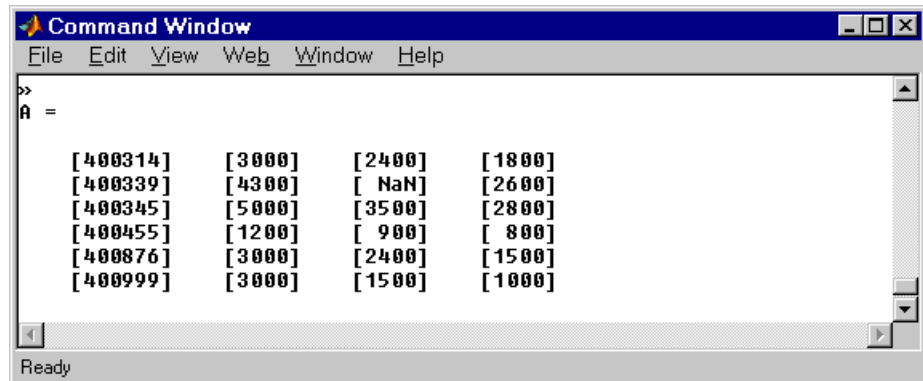 Command Window
File Edit View Web Window Help
»
A =
[400314] [3000] [2400] [1800]
[400339] [4300] [ NaN] [2600]
[400345] [5000] [3500] [2800]
[400455] [1200] [ 900] [ 800]
[400876] [3000] [2400] [1500]
[400999] [3000] [1500] [1000]
Ready